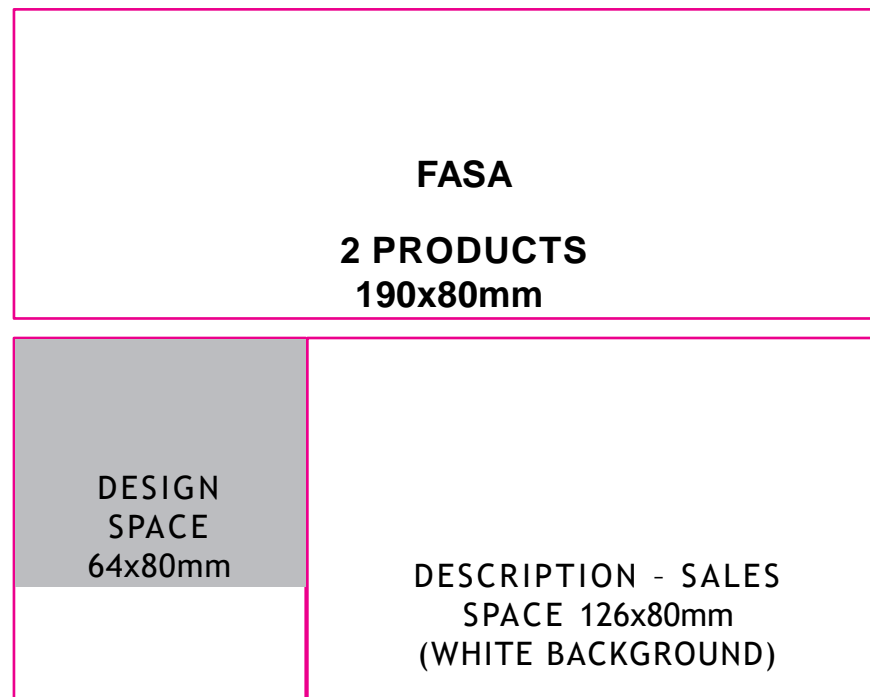 FASA
2 PRODUCTS
190x80mm
DESIGN
SPACE
64x80mm
DESCRIPTION – SALES
SPACE 126x80mm
(WHITE BACKGROUND)